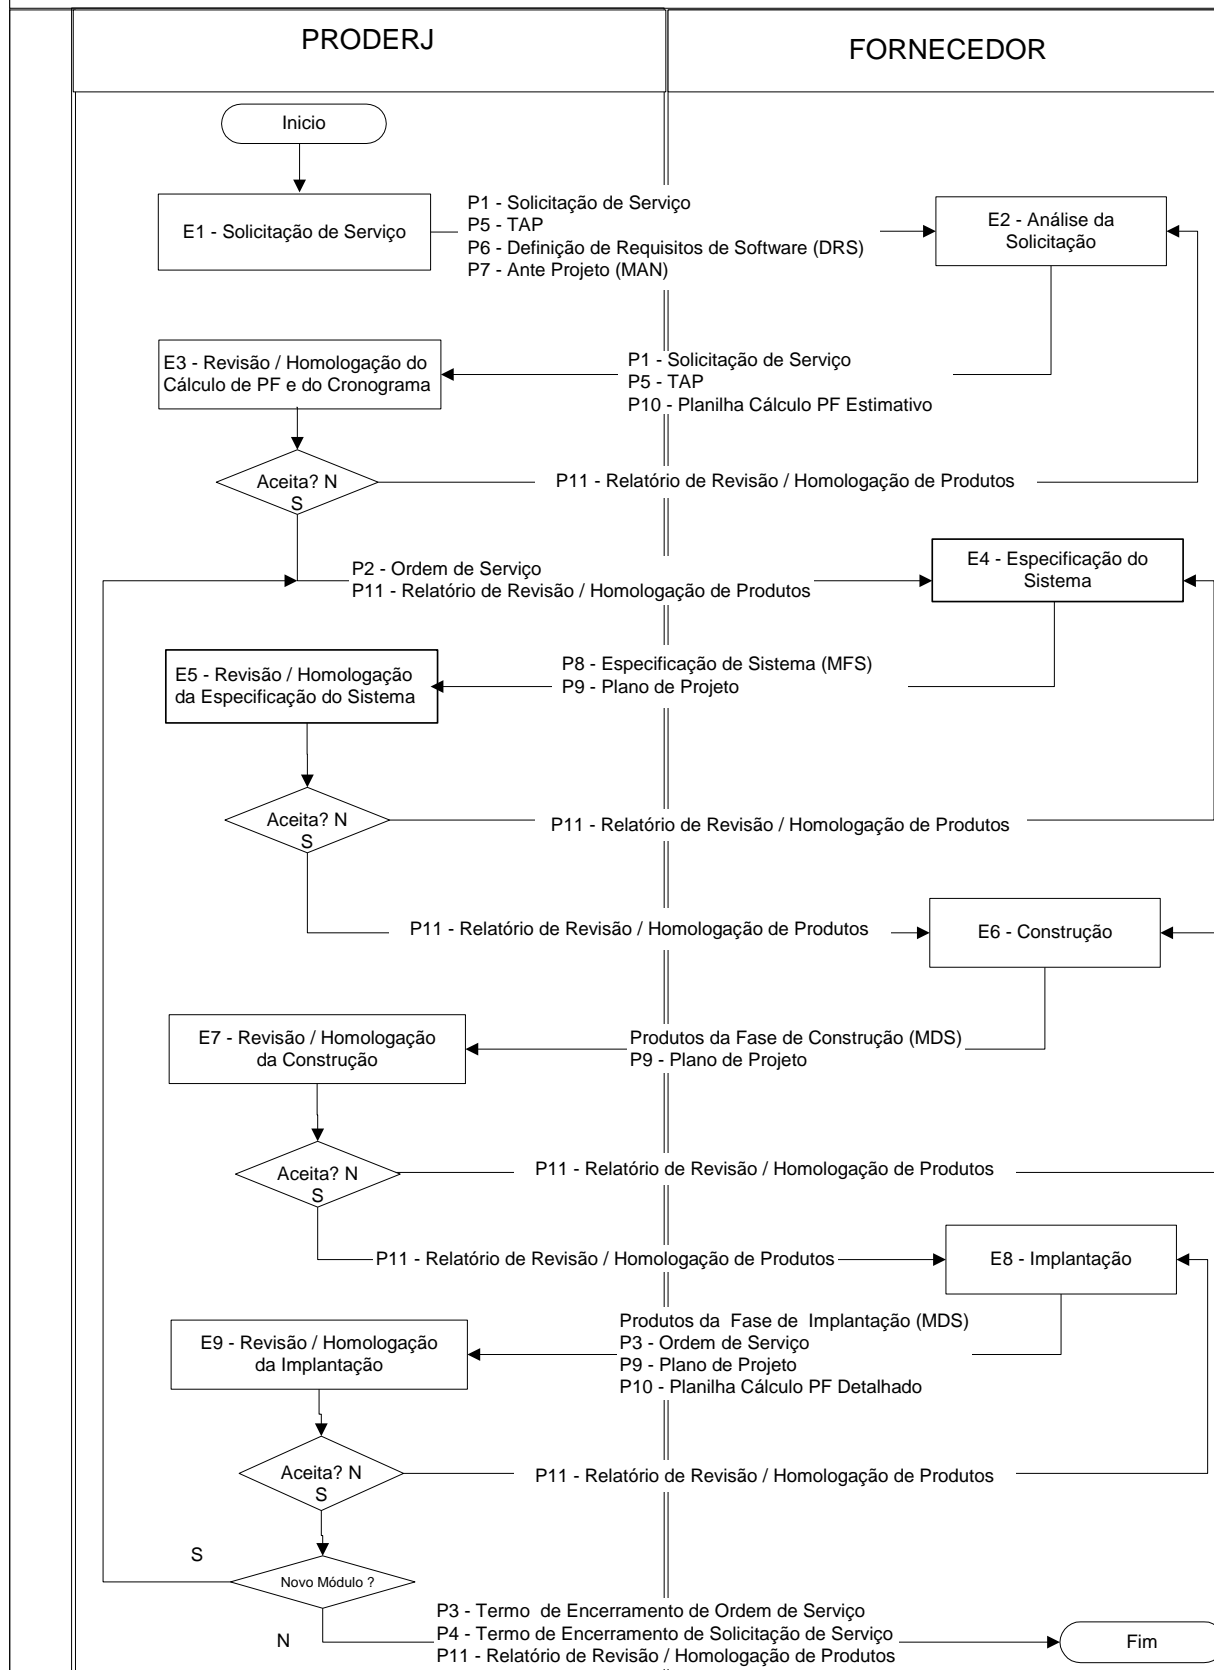 PRODERJ
FORNECEDOR
Inicio
E1 - Solicitação de Serviço
P1 - Solicitação de Serviço
P5 - TAP
P6 - Definição de Requisitos de Software (DRS)
P7 - Ante Projeto (MAN)
E2 - Análise da
Solicitação
E3 - Revisão / Homologação do
Cálculo de PF e do Cronograma
P1 - Solicitação de Serviço
P5 - TAP
P10 - Planilha Cálculo PF Estimativo
Aceita? N
S
P11 - Relatório de Revisão / Homologação de Produtos
P2 - Ordem de Serviço
P11 - Relatório de Revisão / Homologação de Produtos
E4 - Especificação do
Sistema
E5 - Revisão / Homologação
da Especificação do Sistema
P8 - Especificação de Sistema (MFS)
P9 - Plano de Projeto
Aceita? N
S
P11 - Relatório de Revisão / Homologação de Produtos
P11 - Relatório de Revisão / Homologação de Produtos
E6 - Construção
E7 - Revisão / Homologação
da Construção
Produtos da Fase de Construção (MDS)
P9 - Plano de Projeto
Aceita? N
S
P11 - Relatório de Revisão / Homologação de Produtos
P11 - Relatório de Revisão / Homologação de Produtos
E8 - Implantação
E9 - Revisão / Homologação
da Implantação
Produtos da Fase de Implantação (MDS)
P3 - Ordem de Serviço
P9 - Plano de Projeto
P10 - Planilha Cálculo PF Detalhado
Aceita? N
S
P11 - Relatório de Revisão / Homologação de Produtos
S
Novo Módulo ?
N
P3 - Termo de Encerramento de Ordem de Serviço
P4 - Termo de Encerramento de Solicitação de Serviço
P11 - Relatório de Revisão / Homologação de Produtos
Fim